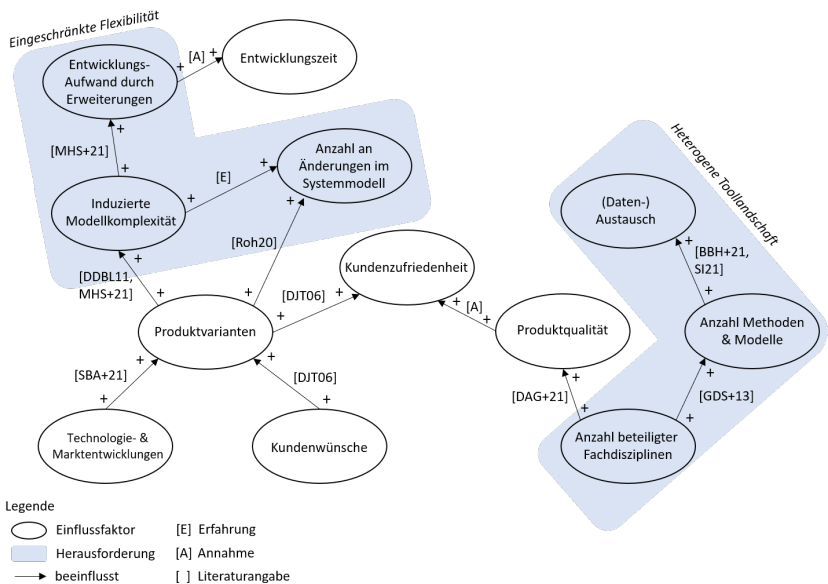 Eingeschränkte Flexibilität
Entwicklungs-
Aufwand durch
Erweiterungen
+
[A]
+
Entwicklungszeit
+
[MHS+21]
+
Induzierte
Modellkomplexität
+
[E]
+
Anzahl an
Änderungen im
Systemmodell
+
[Roh20]
+
+
[DDBL11,
MHS+21]
+
Produktvarianten
+
[DJT06]
+
Kundenzufriedenheit
+
[A]
+
Produktqualität
+
[SBA+21]
+
+
[DJT06]
+
Technologie- &
Marktentwicklungen
Kundenwünsche
Heterogene Toollandschaft
(Daten-)
Austausch
+
[BBH+21,
SI21]
+
Anzahl Methoden
& Modelle
+
[DAG+21]
+
+
[GDS+13]
+
Anzahl beteiligter
Fachdisziplinen
Legende
Einflussfaktor
[E] Erfahrung
Herausforderung
[A] Annahme
beeinflusst
[ ] Literaturangabe